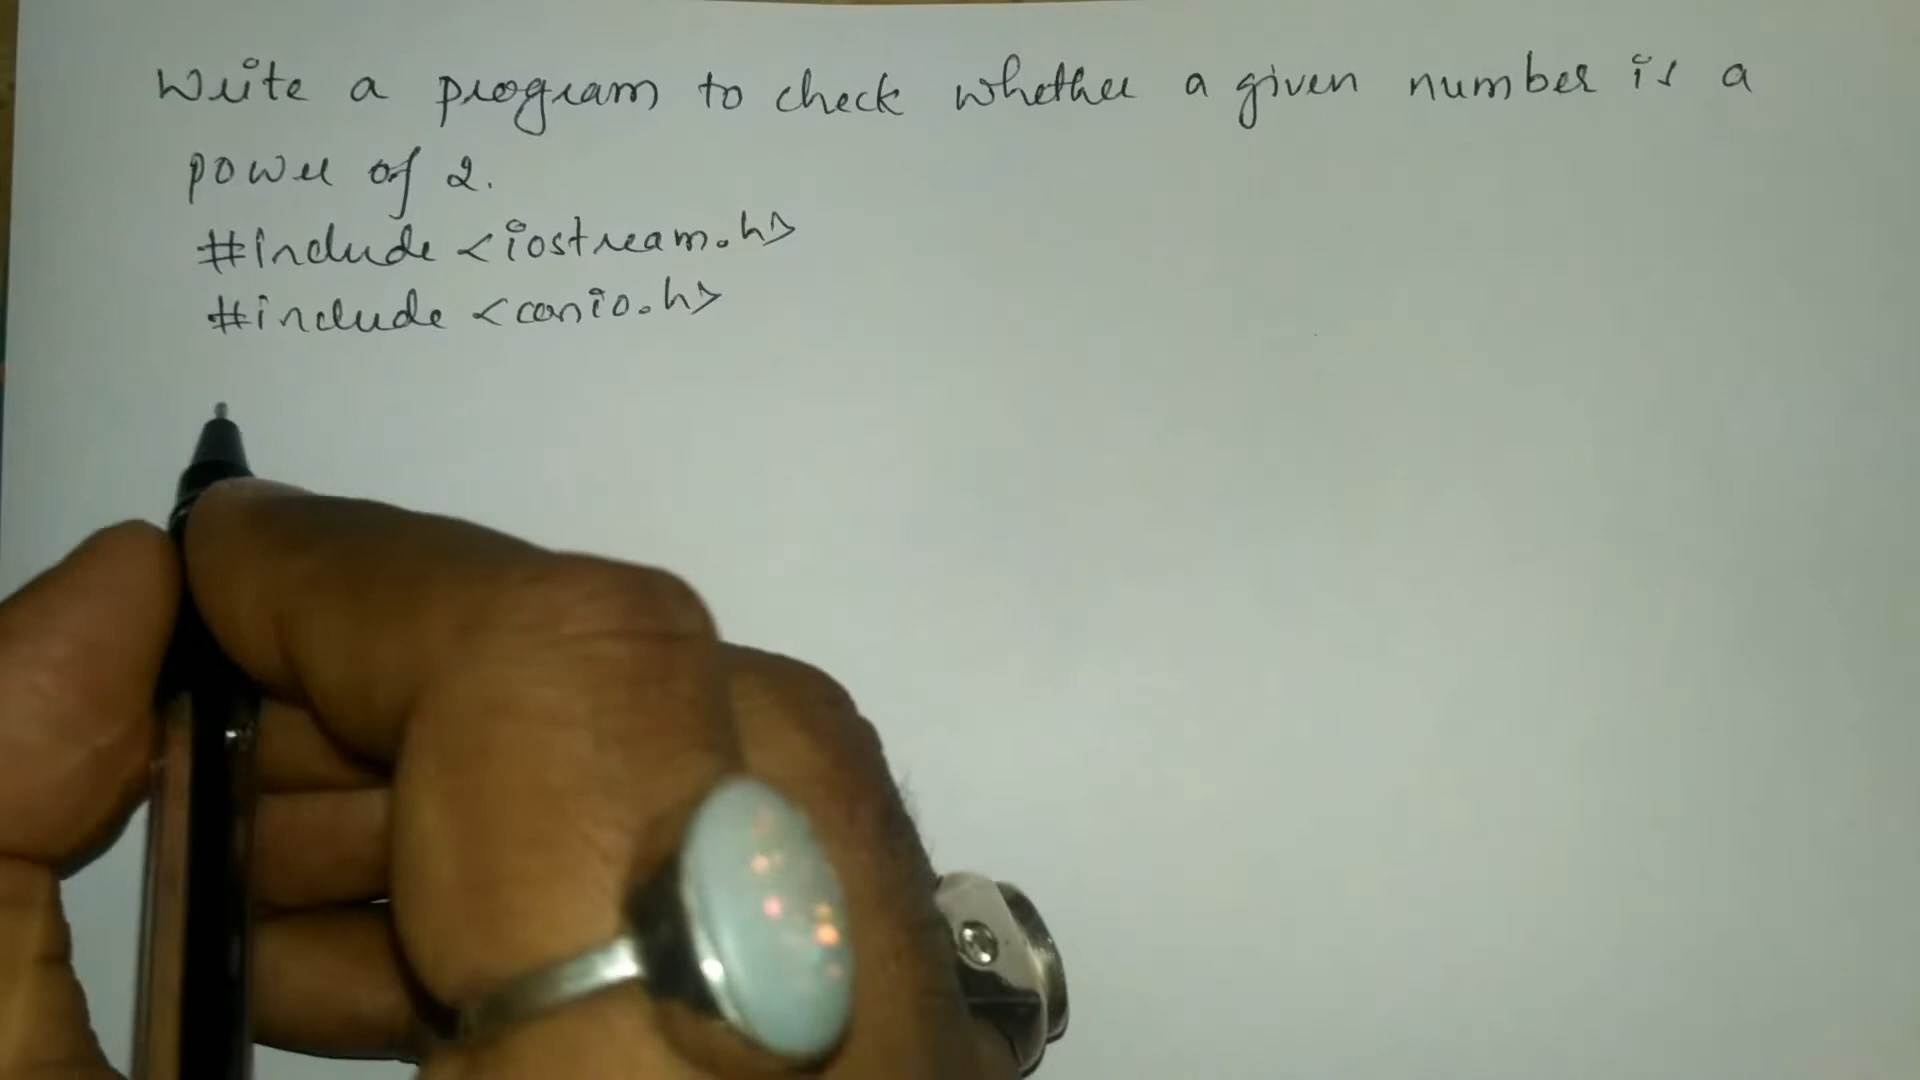 Write a program to check whether a given number is a
power of 2.
#include <iostream.h>
#include <conio.h>